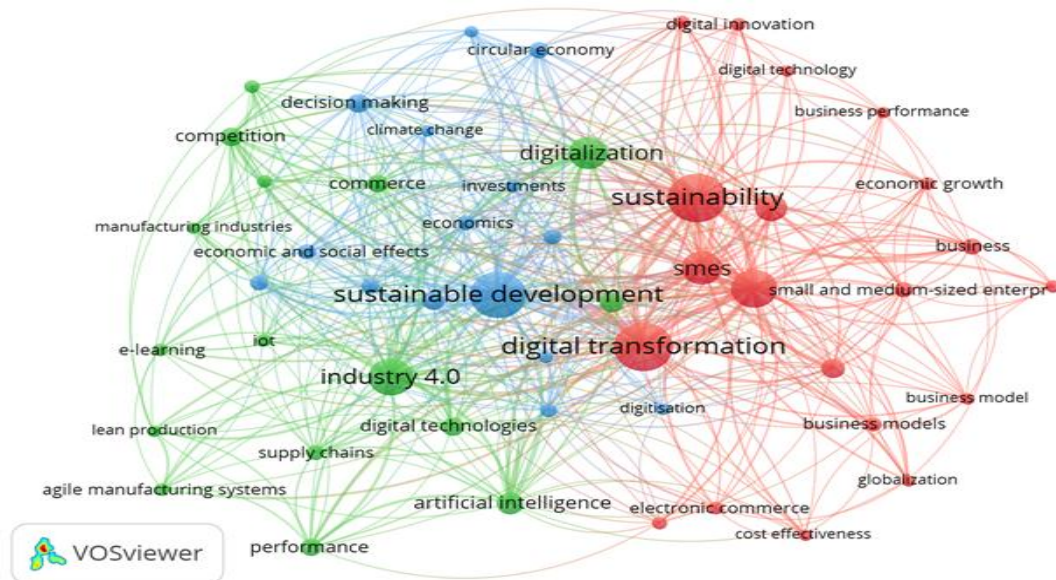 digital innovation
circular economy
digital technology
decision making
business performance
climate change
competition
digitalization
commerce
investments
sustainability
economic growth
manufacturing industries
economics
economic and social effects
business
smes
sustainable development
small and medium-sized enterpr
iot
e-learning
digital transformation
industry 4.0
business model
digitisation
lean production
digital technologies
business models
supply chains
agile manufacturing systems
globalization
artificial intelligence
electronic commerce
cost effectiveness
performance
VOSviewer